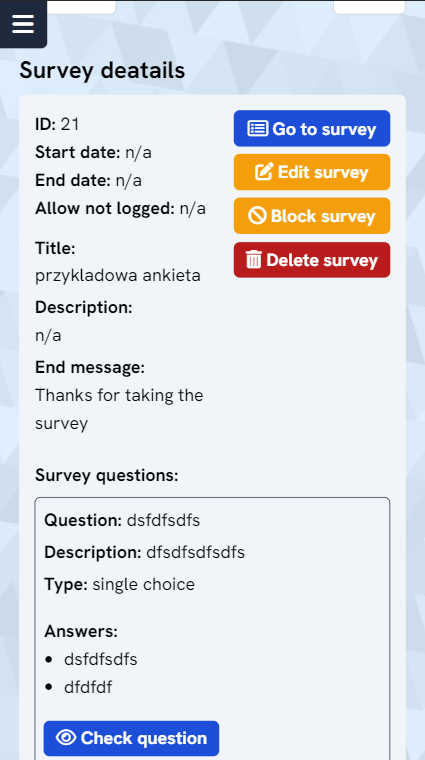 Survey deatails
ID: 21
Start date: n/a
End date: n/a
Allow not logged: n/a
Go to survey
Edit survey
Block survey
Delete survey
Title:
przykladowa ankieta
Description:
n/a
End message:
Thanks for taking the
survey
Survey questions:
Question: dsfdfsdfs
Description: dfsdfsdfsdfs
Type: single choice
Answers:
• dsfdfsdfs
• dfdfdf
Check question